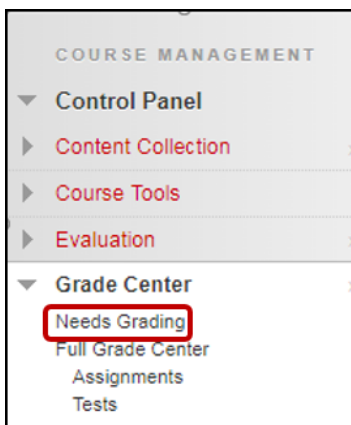 COURSE MANAGEMENT
Control Panel
Content Collection
Course Tools
Evaluation
Grade Center
Needs Grading
Full Grade Center
Assignments
Tests